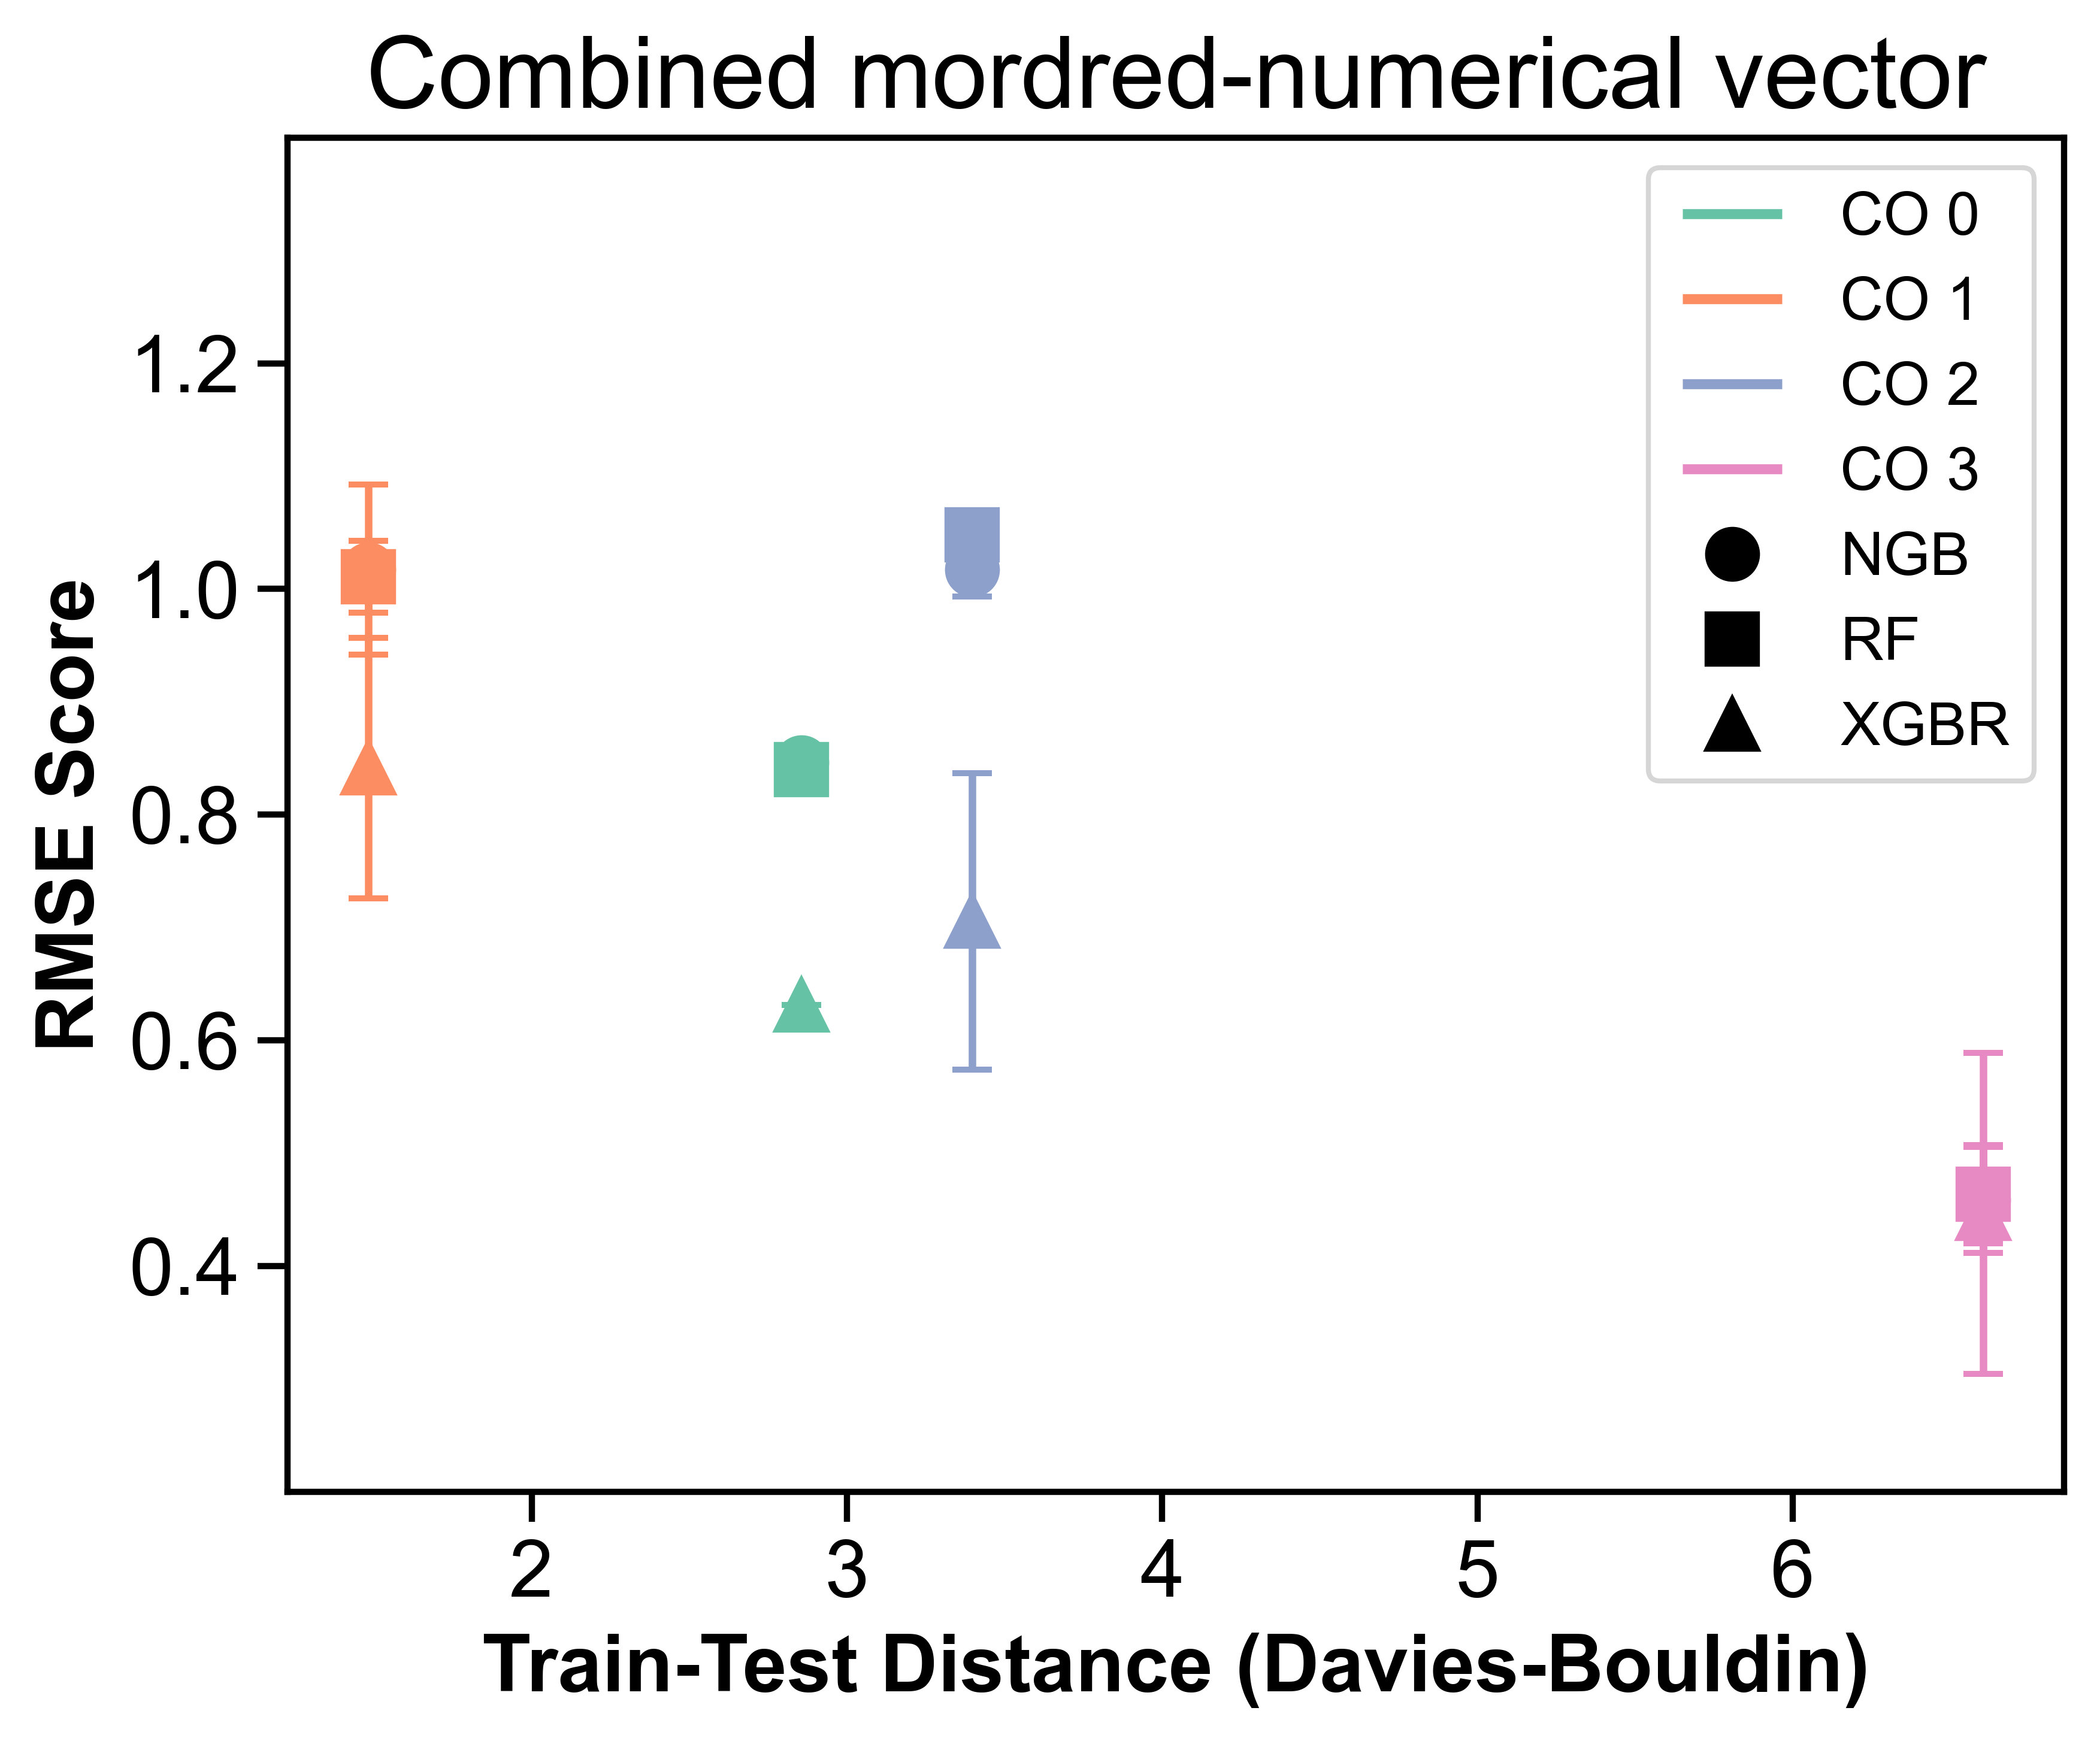 Combined mordred-numerical vector
CO 0
CO 1
CO 2
CO 3
NGB
RF
XGBR
RMSE Score
1.2
1.0
0.8
0.6
0.4
2 3 4 5 6
Train-Test Distance (Davies-Bouldin)